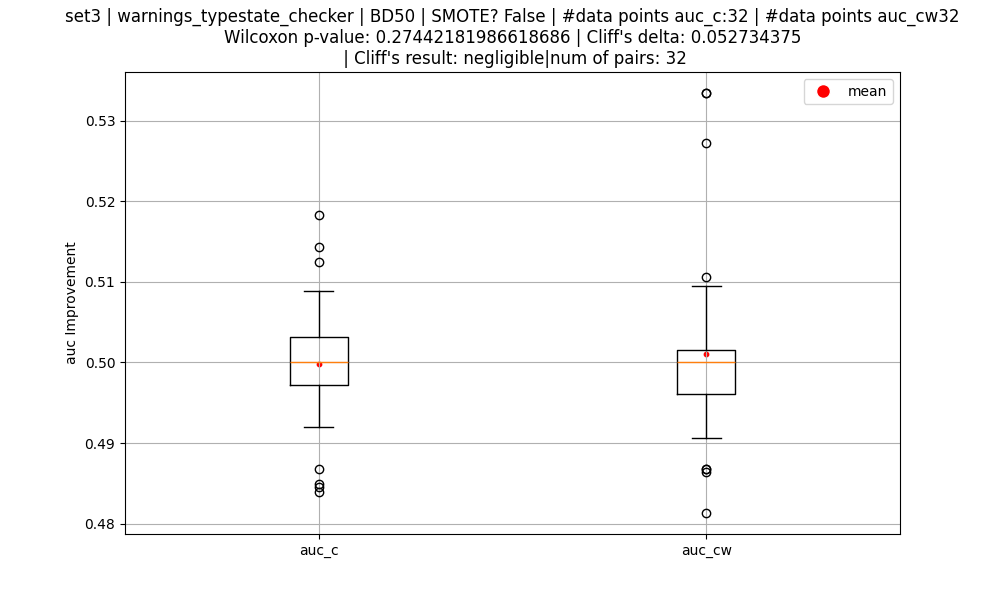 set3 | warnings_typestate_checker | BD50 | SMOTE? False | #data points auc_c:32 | #data points auc_cw32
Wilcoxon p-value: 0.27442181986618686 | Cliff's delta: 0.052734375
| Cliff's result: negligible|num of pairs: 32
mean
0.53
0.52
0.51
0.50
0.49
0.48
auc Improvement
auc_c
auc_cw